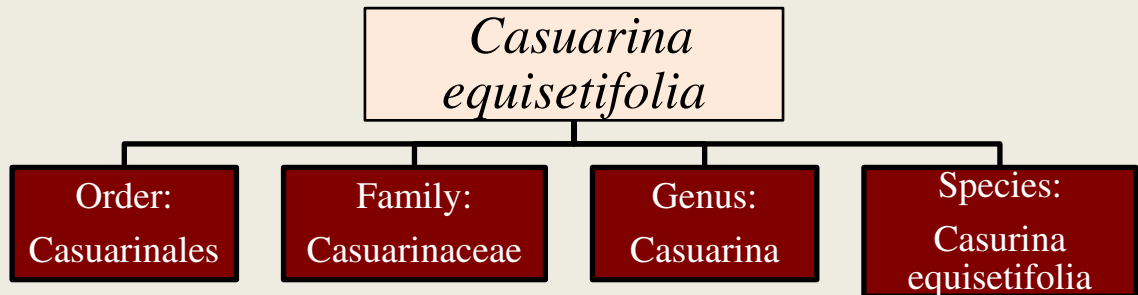 Casuarina
equisetifolia
Order:
Casuarinales
Family:
Casuarinaceae
Genus:
Casuarina
Species:
Casurina
equisetifolia